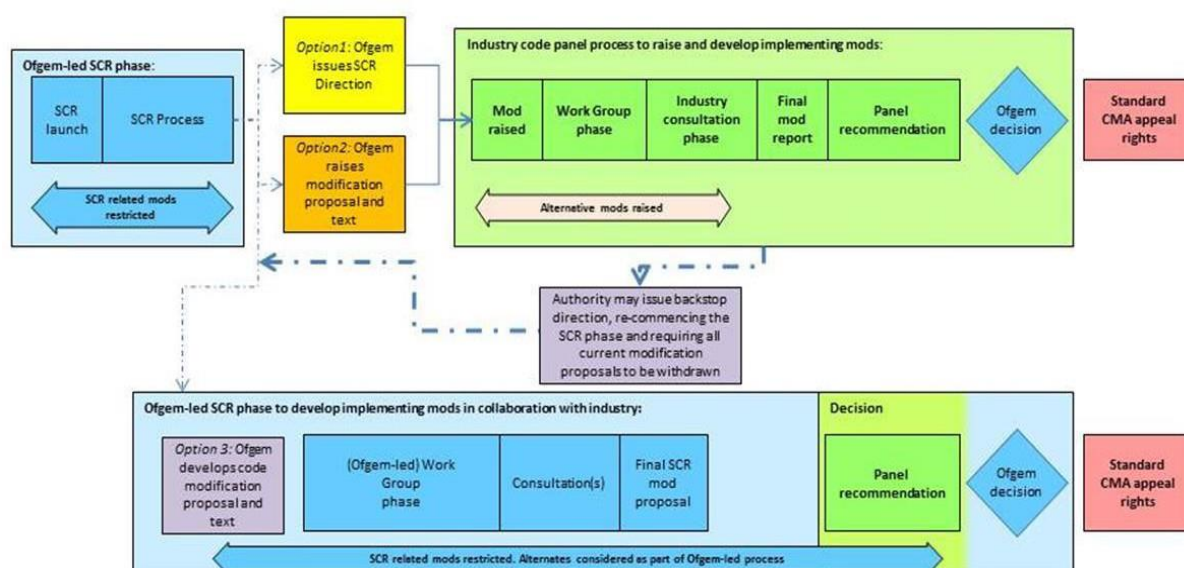 Ofgem-led SCR phase:
SCR
launch
SCR Process
SCR related mods
restricted
Option1: Ofgem
issues SCR
Direction
Option2: Ofgem
raises
modification
proposal and
text
Industry code panel process to raise and develop implementing mods:
Mod
raised
Work Group
phase
Industry
consultation
phase
Final
mod
report
Panel
recommendation
Alternative mods raised
Ofgem
decision
Standard
CMA appeal
rights
Authority may issue backstop
direction, re-commencing the
SCR phase and requiring all
current modification
proposals to be withdrawn
Ofgem-led SCR phase to develop implementing mods in collaboration with industry:
Option 3: Ofgem
develops code
modification
proposal and
text
(Ofgem-led) Work
Group
phase
Consultation(s)
Final SCR
mod
proposal
Decision
Panel
recommendation
Ofgem
decision
Standard
CMA appeal
rights
SCR related mods restricted. Alternates considered as part of Ofgem-led process